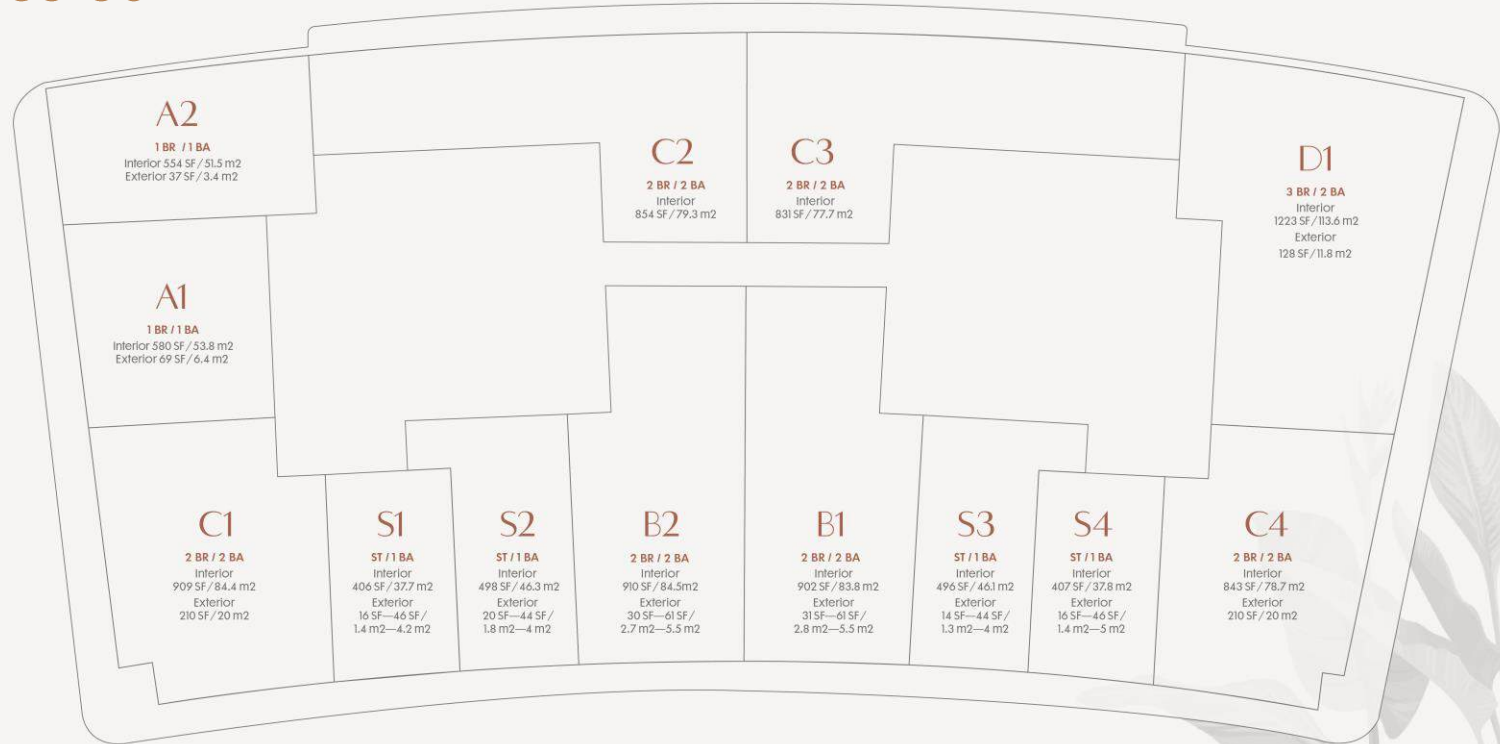 A2
1 BR / 1 BA
Interior 554 SF/51.5 m2
Exterior 37 SF/3.4 m2
C2
2 BR / 2 BA
Interior
854 SF/79.3 m2
C3
2 BR / 2 BA
Interior
831 SF/77.7 m2
D1
3 BR / 2 BA
Interior
1223 SF/113.6 m2
Exterior
128 SF/11.8 m2
A1
1 BR / 1 BA
Interior 580 SF/53.8 m2
Exterior 69 SF/6.4 m2
C1
2 BR / 2 BA
Interior
909 SF/84.4 m2
Exterior
210 SF/20 m2
S1
ST / 1 BA
Interior
406 SF/37.7 m2
Exterior
16 SF—46 SF/
1.4 m2—4.2 m2
S2
ST / 1 BA
Interior
498 SF/46.3 m2
Exterior
20 SF—44 SF/
1.8 m2—4 m2
B2
2 BR / 2 BA
Interior
910 SF/84.5m2
Exterior
30 SF—61 SF/
2.7 m2—5.5 m2
B1
2 BR / 2 BA
Interior
902 SF/83.8 m2
Exterior
31 SF—61 SF/
2.8 m2—5.5 m2
S3
ST / 1 BA
Interior
496 SF/46.1 m2
Exterior
14 SF—44 SF/
1.3 m2—4 m2
S4
ST / 1 BA
Interior
407 SF/37.8 m2
Exterior
16 SF—46 SF/
1.4 m2—5 m2
C4
2 BR / 2 BA
Interior
843 SF/78.7 m2
Exterior
210 SF/20 m2